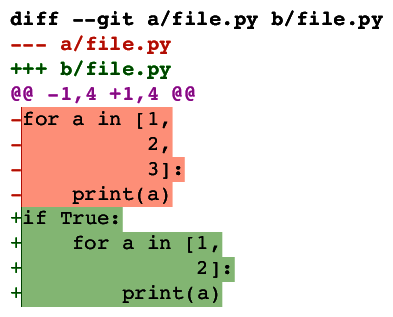 diff --git a/file.py b/file.py
--- a/file.py
+++ b/file.py
@@ -1,4 +1,4 @@
-for a in [1,
-          2,
-          3]:
-    print(a)
+if True:
+    for a in [1,
+              2]:
+        print(a)